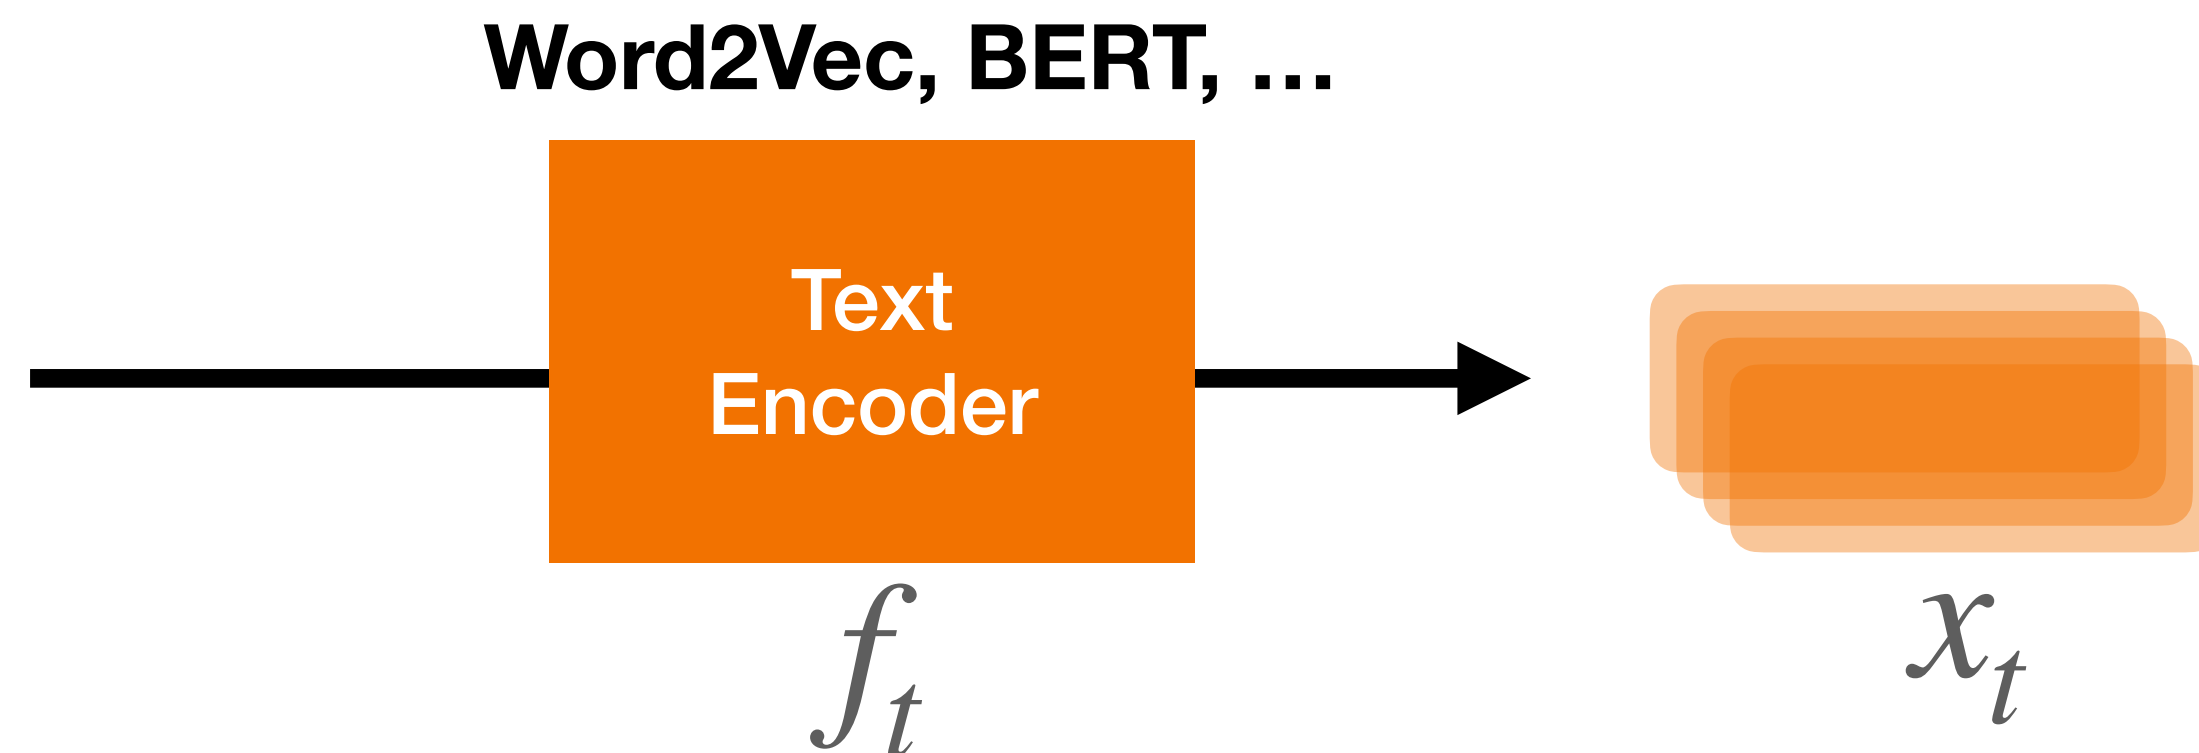 Word2Vec, BERT, ...
Text
Encoder
f_t
x_t